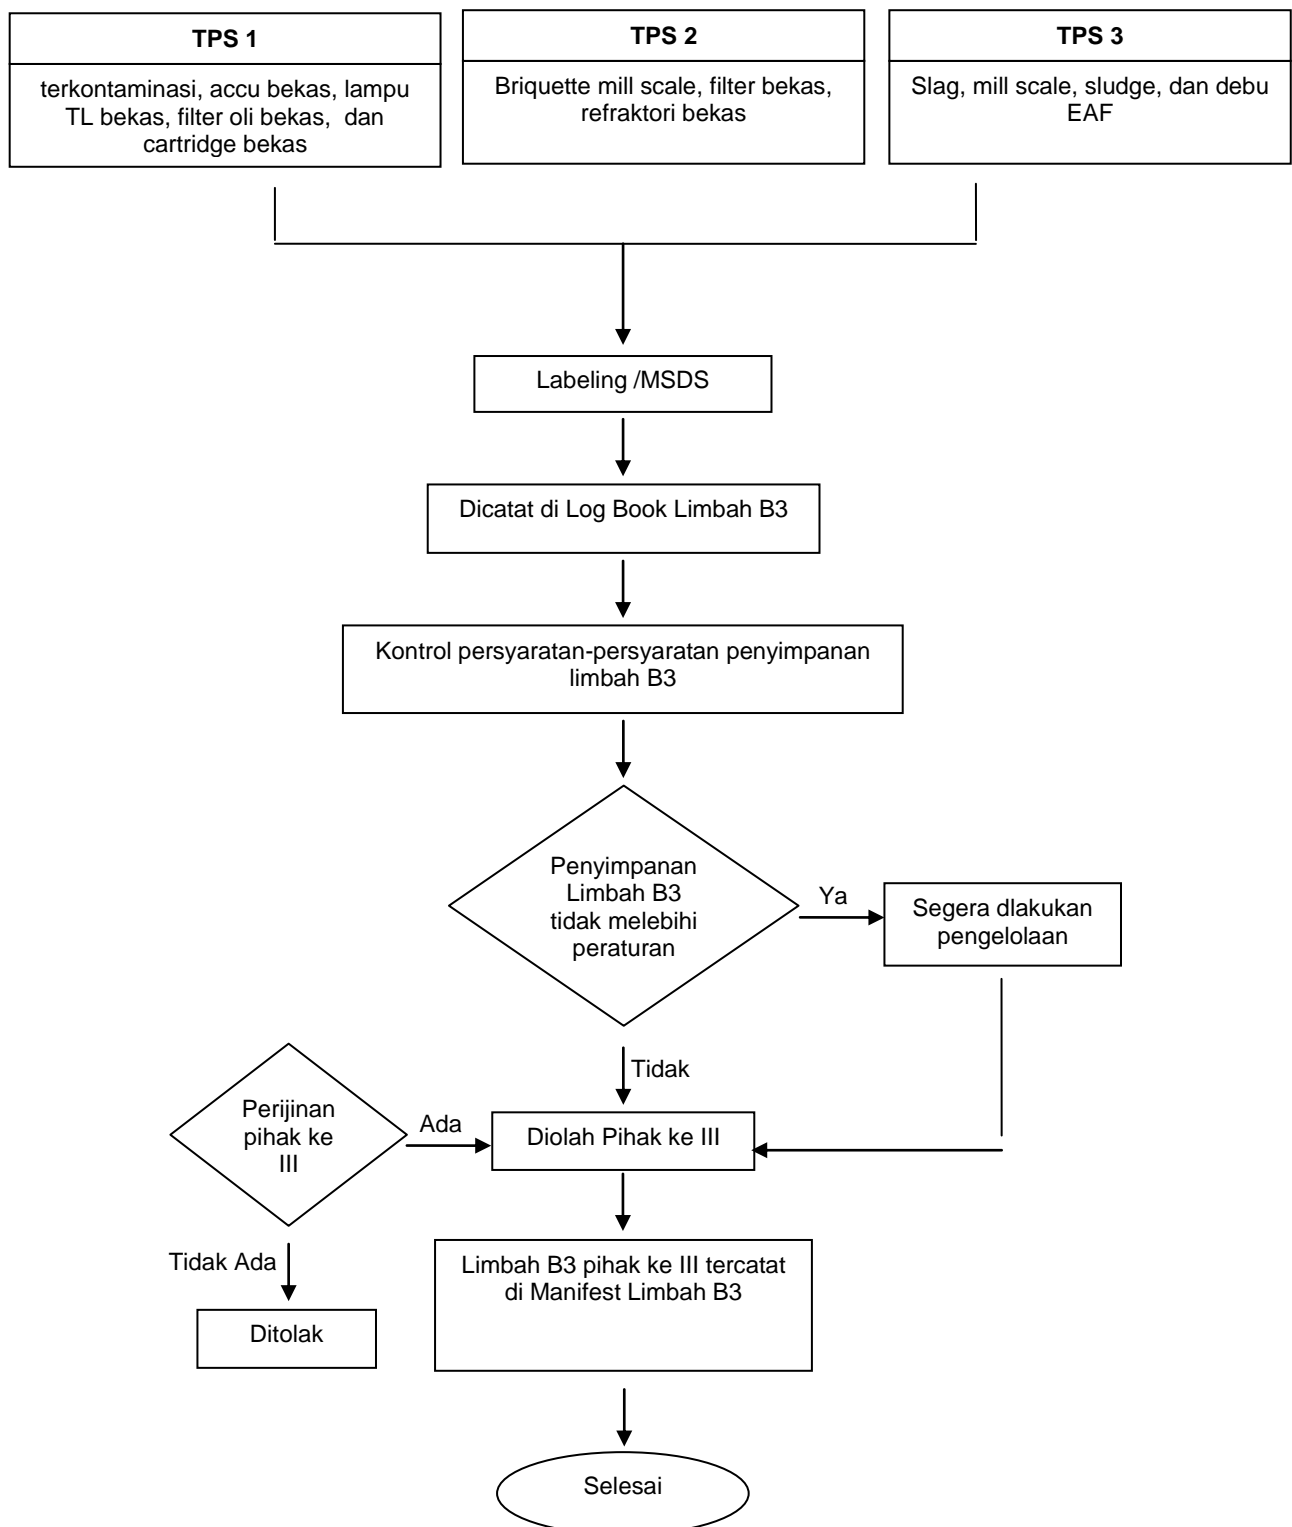 TPS 1
terkontaminasi, accu bekas, lampu
TL bekas, filter oli bekas, dan
cartridge bekas
TPS 2
Briquette mill scale, filter bekas,
refraktori bekas
TPS 3
Slag, mill scale, sludge, dan debu
EAF
Labeling /MSDS
Dicatat di Log Book Limbah B3
Kontrol persyaratan-persyaratan penyimpanan
limbah B3
Penyimpanan
Limbah B3
tidak melebihi
peraturan
Ya
Segera dlakukan
pengelolaan
Tidak
Perijinan
pihak ke
III
Ada
Diolah Pihak ke III
Tidak Ada
Ditolak
Limbah B3 pihak ke III tercatat
di Manifest Limbah B3
Selesai